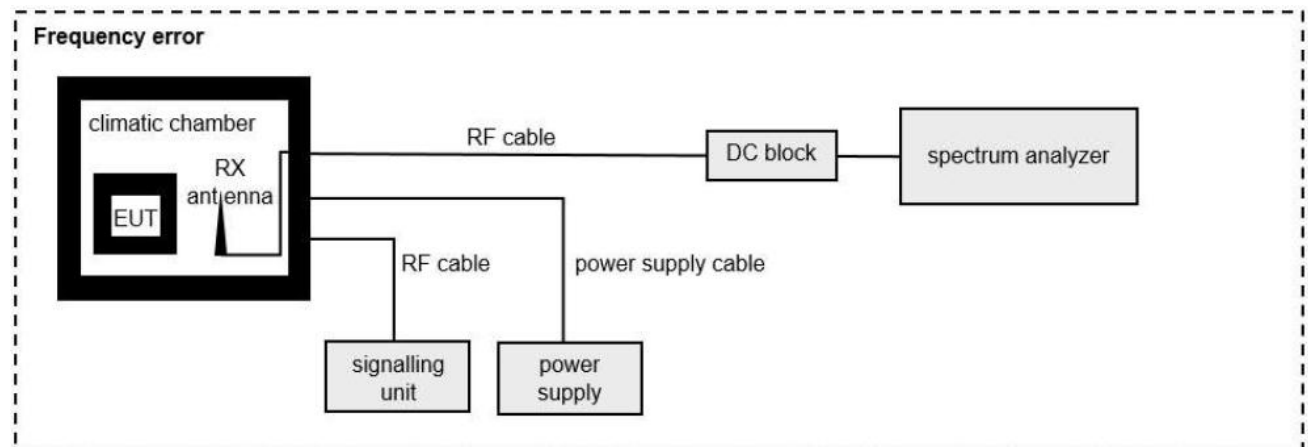 Frequency error
climatic chamber
RX
antenna
EUT
RF cable
DC block
spectrum analyzer
RF cable
power supply cable
signalling
unit
power
supply